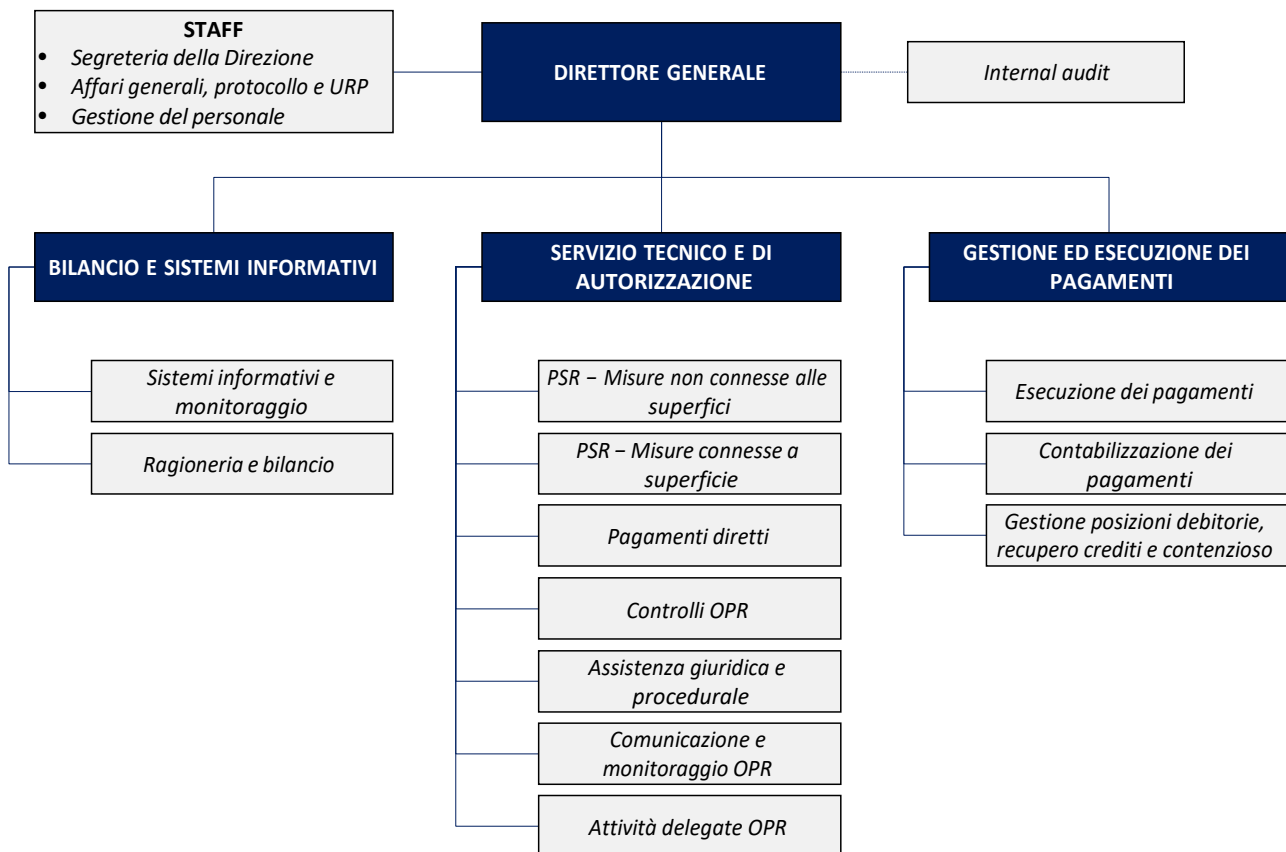 STAFF
• Segreteria della Direzione
• Affari generali, protocollo e URP
• Gestione del personale
DIRETTORE GENERALE
Internal audit
BILANCIO E SISTEMI INFORMATIVI
Sistemi informativi e
monitoraggio
Ragioneria e bilancio
SERVIZIO TECNICO E DI
AUTORIZZAZIONE
PSR – Misure non connesse alle
superfici
PSR – Misure connesse a
superficie
Pagamenti diretti
Controlli OPR
Assistenza giuridica e
procedurale
Comunicazione e
monitoraggio OPR
Attività delegate OPR
GESTIONE ED ESECUZIONE DEI
PAGAMENTI
Esecuzione dei pagamenti
Contabilizzazione dei
pagamenti
Gestione posizioni debitorie,
recupero crediti e contenzioso